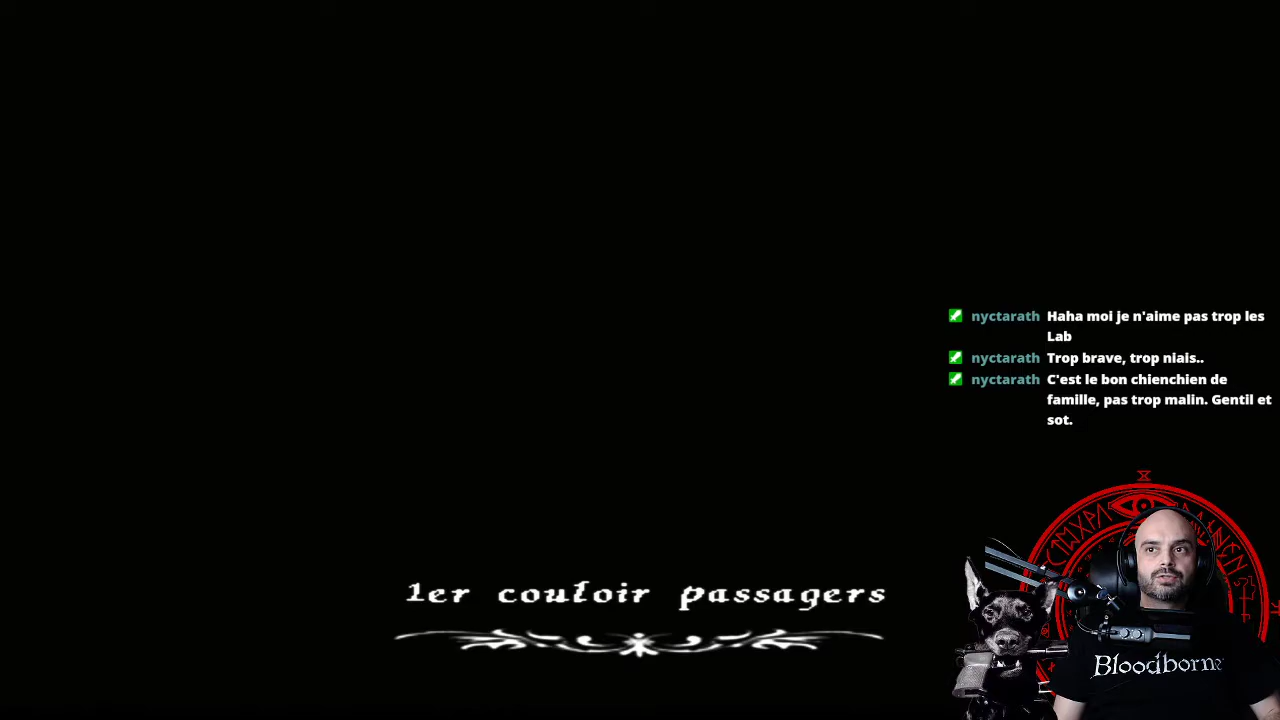 nyctarath Haha moi je n'aime pas trop les
Lab
nyctarath Trop brave, trop niais..
nyctarath C'est le bon chienchien de
famille, pas trop malin. Gentil et
sot.
1er couloir passagers
Bloodborne